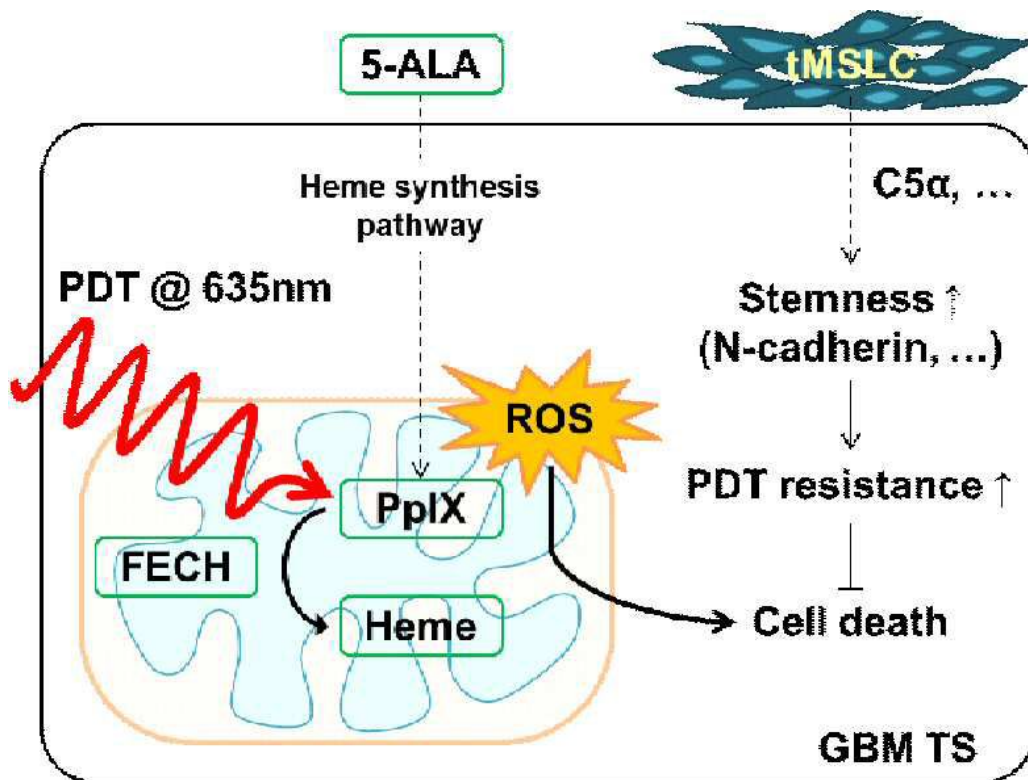 5-ALA
tMSLC
Heme synthesis
pathway
C5α, ...
PDT @ 635nm
Stemness ↑
(N-cadherin, ...)
ROS
PpIX
PDT resistance ↑
FECH
Heme
Cell death
GBM TS